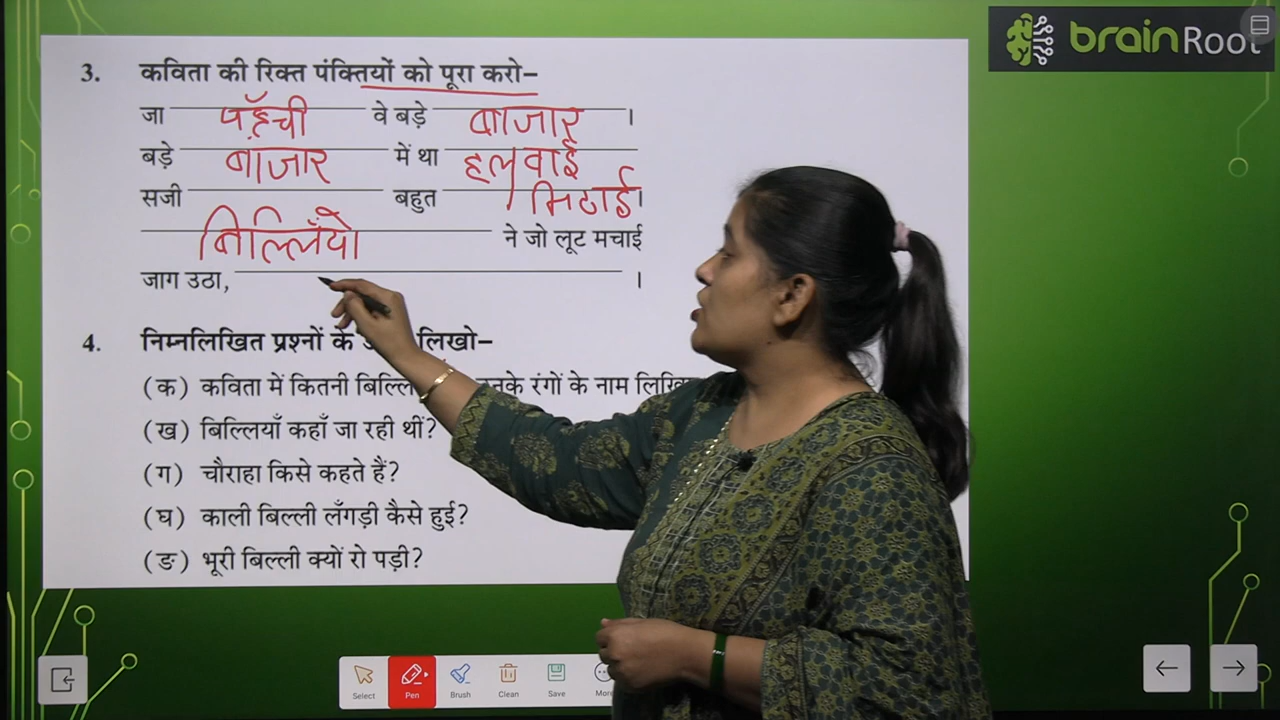 brainRoot
3. कविता की रिक्त पंक्तियों को पूरा करो–
जा पहुँची वे बड़े बाजार ।
बड़े बाजार में था हलवाई
सजी बहुत मिठाई ।
बिल्लियों ने जो लूट मचाई
जाग उठा, ।
4. निम्नलिखित प्रश्नों के लिखो–
(क) कविता में कितनी के रंगों के नाम
(ख) बिल्लियाँ कहाँ जा रही थीं?
(ग) चौराहा किसे कहते हैं?
(घ) काली बिल्ली लँगड़ी कैसे हुई?
(ङ) भूरी बिल्ली क्यों रो पड़ी?
Select Pen Brush Clean Save More